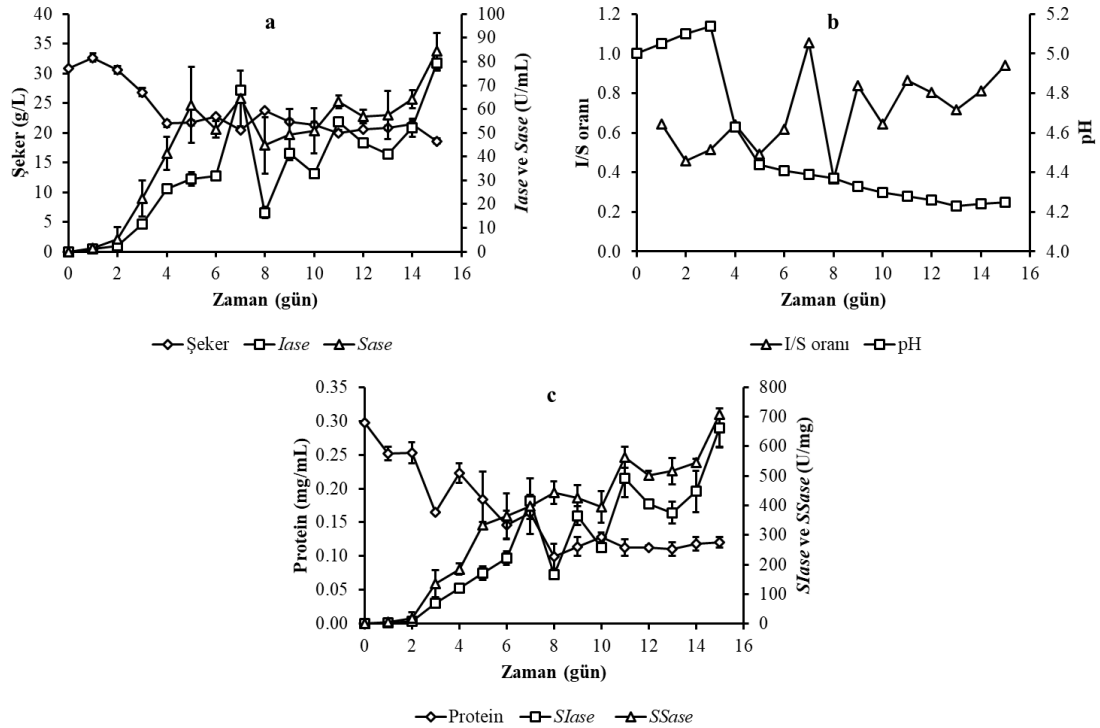 a
Şeker (g/L)
40
35
30
25
20
15
10
5
0
100
90
80
70
60
50
40
30
20
10
0
Iase ve Sase (U/mL)
0 2 4 6 8 10 12 14 16
Zaman (gün)
Şeker Iase Sase
b
I/S oranı
1.2
1.0
0.8
0.6
0.4
0.2
0.0
5.2
5.0
4.8
4.6
4.4
4.2
4.0
pH
0 2 4 6 8 10 12 14 16
Zaman (gün)
I/S oranı pH
c
Protein (mg/mL)
0.35
0.30
0.25
0.20
0.15
0.10
0.05
0.00
800
700
600
500
400
300
200
100
0
SIase ve SSase (U/mg)
0 2 4 6 8 10 12 14 16
Zaman (gün)
Protein SIase SSase